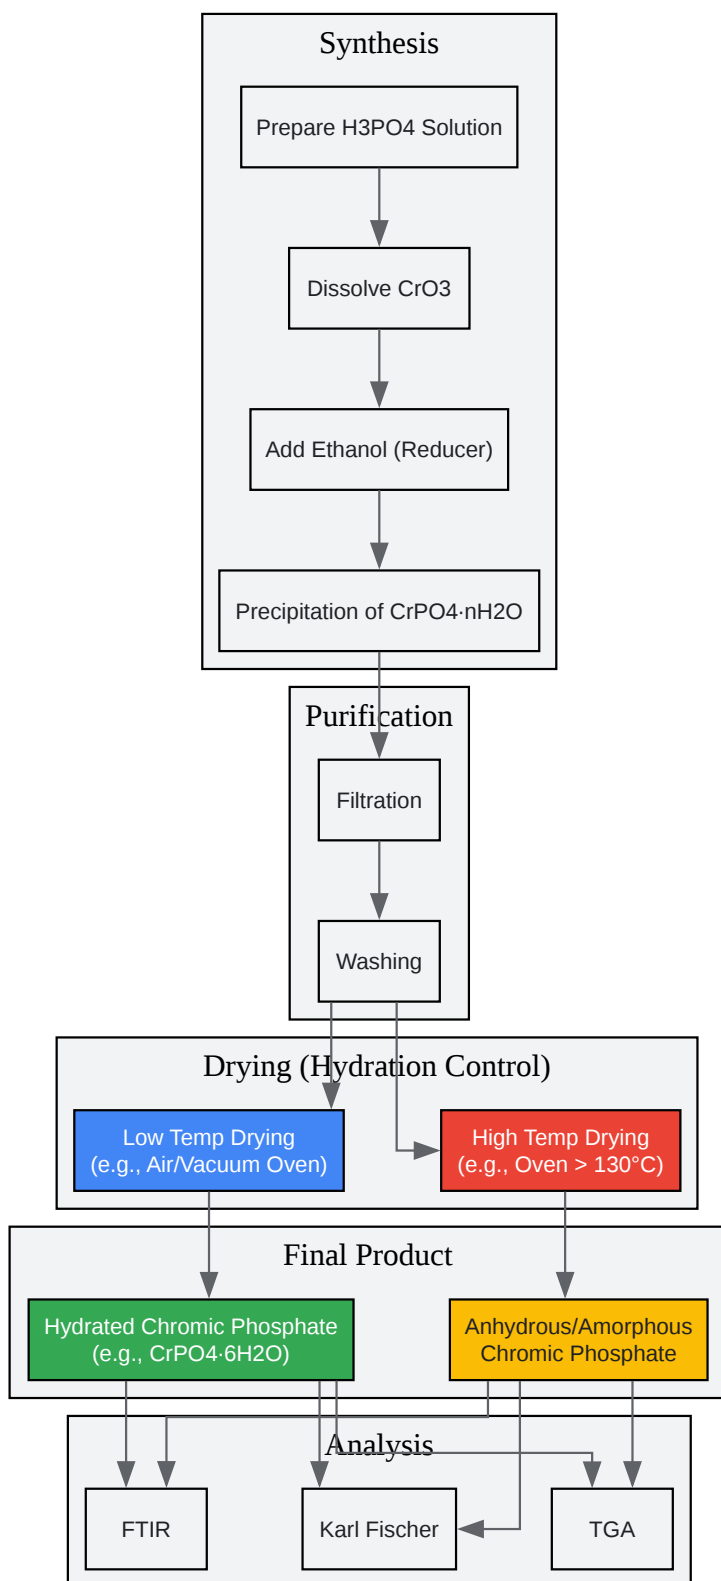 Synthesis
Prepare H3PO4 Solution
Dissolve CrO3
Add Ethanol (Reducer)
Precipitation of CrPO4·nH2O
Purification
Filtration
Washing
Drying (Hydration Control)
Low Temp Drying
(e.g., Air/Vacuum Oven)
High Temp Drying
(e.g., Oven > 130°C)
Final Product
Hydrated Chromic Phosphate
(e.g., CrPO4·6H2O)
Anhydrous/Amorphous
Chromic Phosphate
Analysis
FTIR
Karl Fischer
TGA